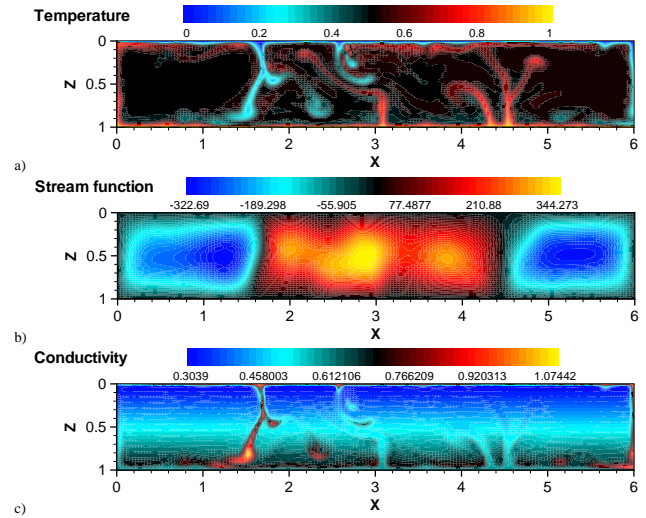 Temperature
0 0.2 0.4 0.6 0.8 1
0
0.5
1
Z
0 1 2 3 4 5 6
X
a)
Stream function
-322.69 -189.298 -55.905 77.4877 210.88 344.273
0
0.5
1
Z
0 1 2 3 4 5 6
X
b)
Conductivity
0.3039 0.458003 0.612106 0.766209 0.920313 1.07442
0
0.5
1
Z
0 1 2 3 4 5 6
X
c)